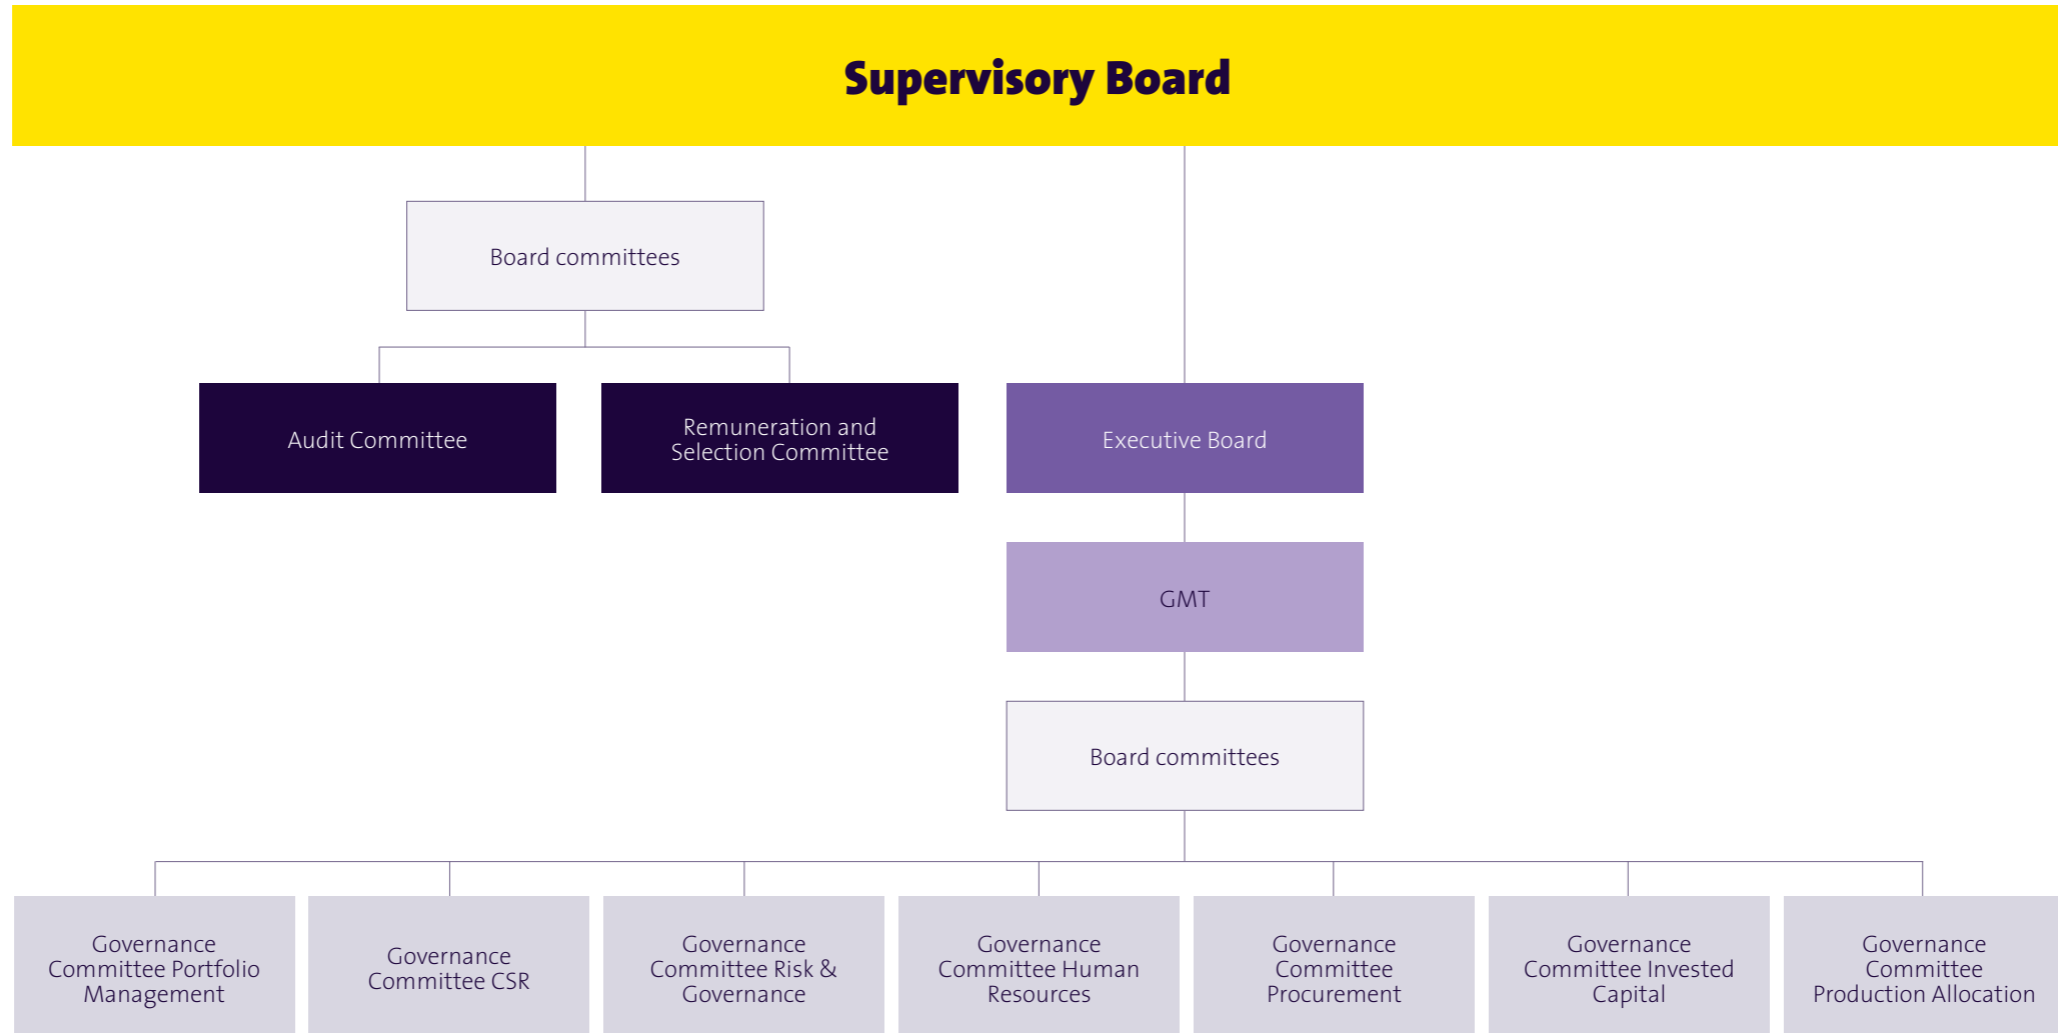 Supervisory Board
Board committees
Audit Committee
Remuneration and
Selection Committee
Executive Board
GMT
Board committees
Governance
Committee Portfolio
Management
Governance
Committee CSR
Governance
Committee Risk &
Governance
Governance
Committee Human
Resources
Governance
Committee
Procurement
Governance
Committee Invested
Capital
Governance
Committee
Production Allocation